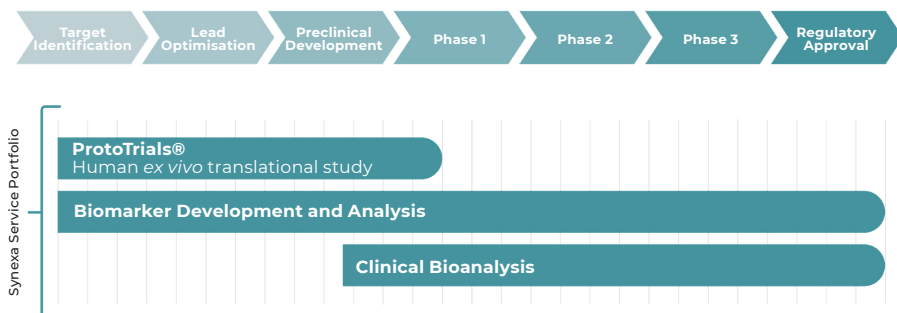 Target
Identification
Lead
Optimisation
Preclinical
Development
Phase 1
Phase 2
Phase 3
Regulatory
Approval
Synexa Service Portfolio
ProtoTrials®
Human ex vivo translational study
Biomarker Development and Analysis
Clinical Bioanalysis